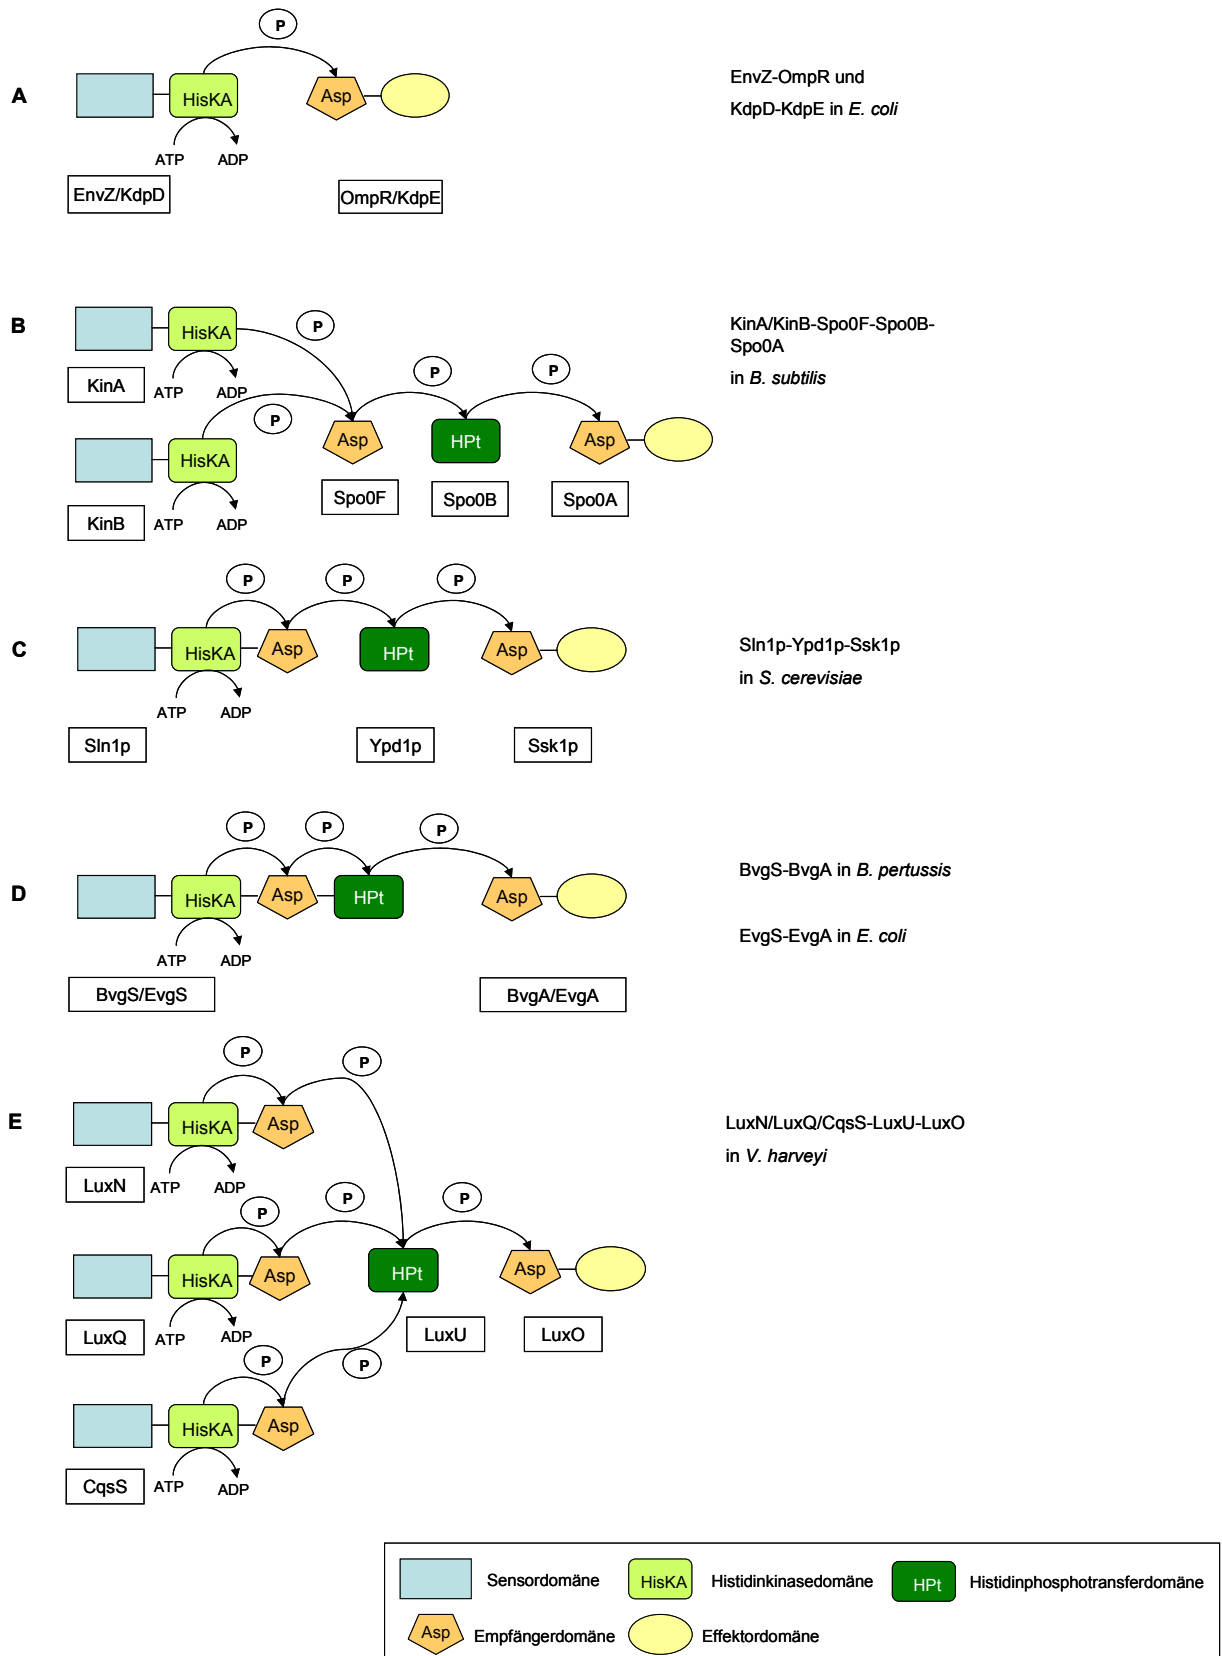 P
A
HisKA
Asp
EnvZ-OmpR und
KdpD-KdpE in E. coli
ATP
ADP
EnvZ/KdpD
OmpR/KdpE
B
HisKA
P
KinA/KinB-Spo0F-Spo0B-
Spo0A
in B. subtilis
KinA
ATP
ADP
P
P
P
HisKA
Asp
HPt
Asp
KinB
ATP
ADP
Spo0F
Spo0B
Spo0A
P
P
P
C
HisKA
Asp
HPt
Asp
Sln1p-Ypd1p-Ssk1p
in S. cerevisiae
ATP
ADP
Sln1p
Ypd1p
Ssk1p
P
P
P
D
HisKA
Asp
HPt
Asp
BvgS-BvgA in B. pertussis
EvgS-EvgA in E. coli
ATP
ADP
BvgS/EvgS
BvgA/EvgA
P
P
E
HisKA
Asp
LuxN/LuxQ/CqsS-LuxU-LuxO
in V. harveyi
LuxN
ATP
ADP
P
P
P
HisKA
Asp
HPt
Asp
LuxQ
ATP
ADP
LuxU
LuxO
P
P
HisKA
Asp
CqsS
ATP
ADP
Sensordomäne
HisKA
Histidinkinasedomäne
HPt
Histidinphosphotransferdomäne
Asp
Empfängerdomäne
Effektordomäne